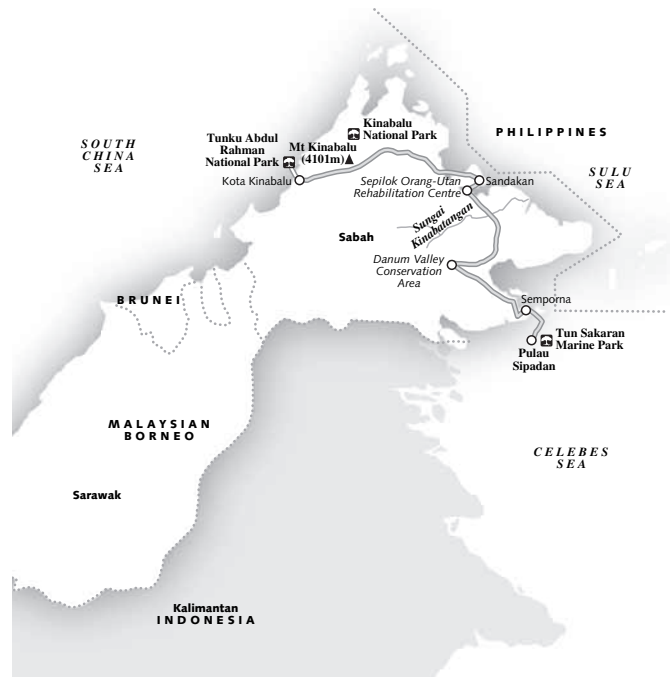 SOUTH
CHINA
SEA
Tunku Abdul
Rahman
National Park
Mt Kinabalu
(4101m)
Kinabalu
National Park
PHILIPPINES
SULU
SEA
Kota Kinabalu
Sepilok Orang-Utan
Rehabilitation Centre
Sandakan
Sungai
Kinabatangan
Sabah
Danum Valley
Conservation
Area
BRUNEI
Semporna
Tun Sakaran
Marine Park
Pulau
Sipadan
MALAYSIAN
BORNEO
CELEBES
SEA
Sarawak
Kalimantan
INDONESIA